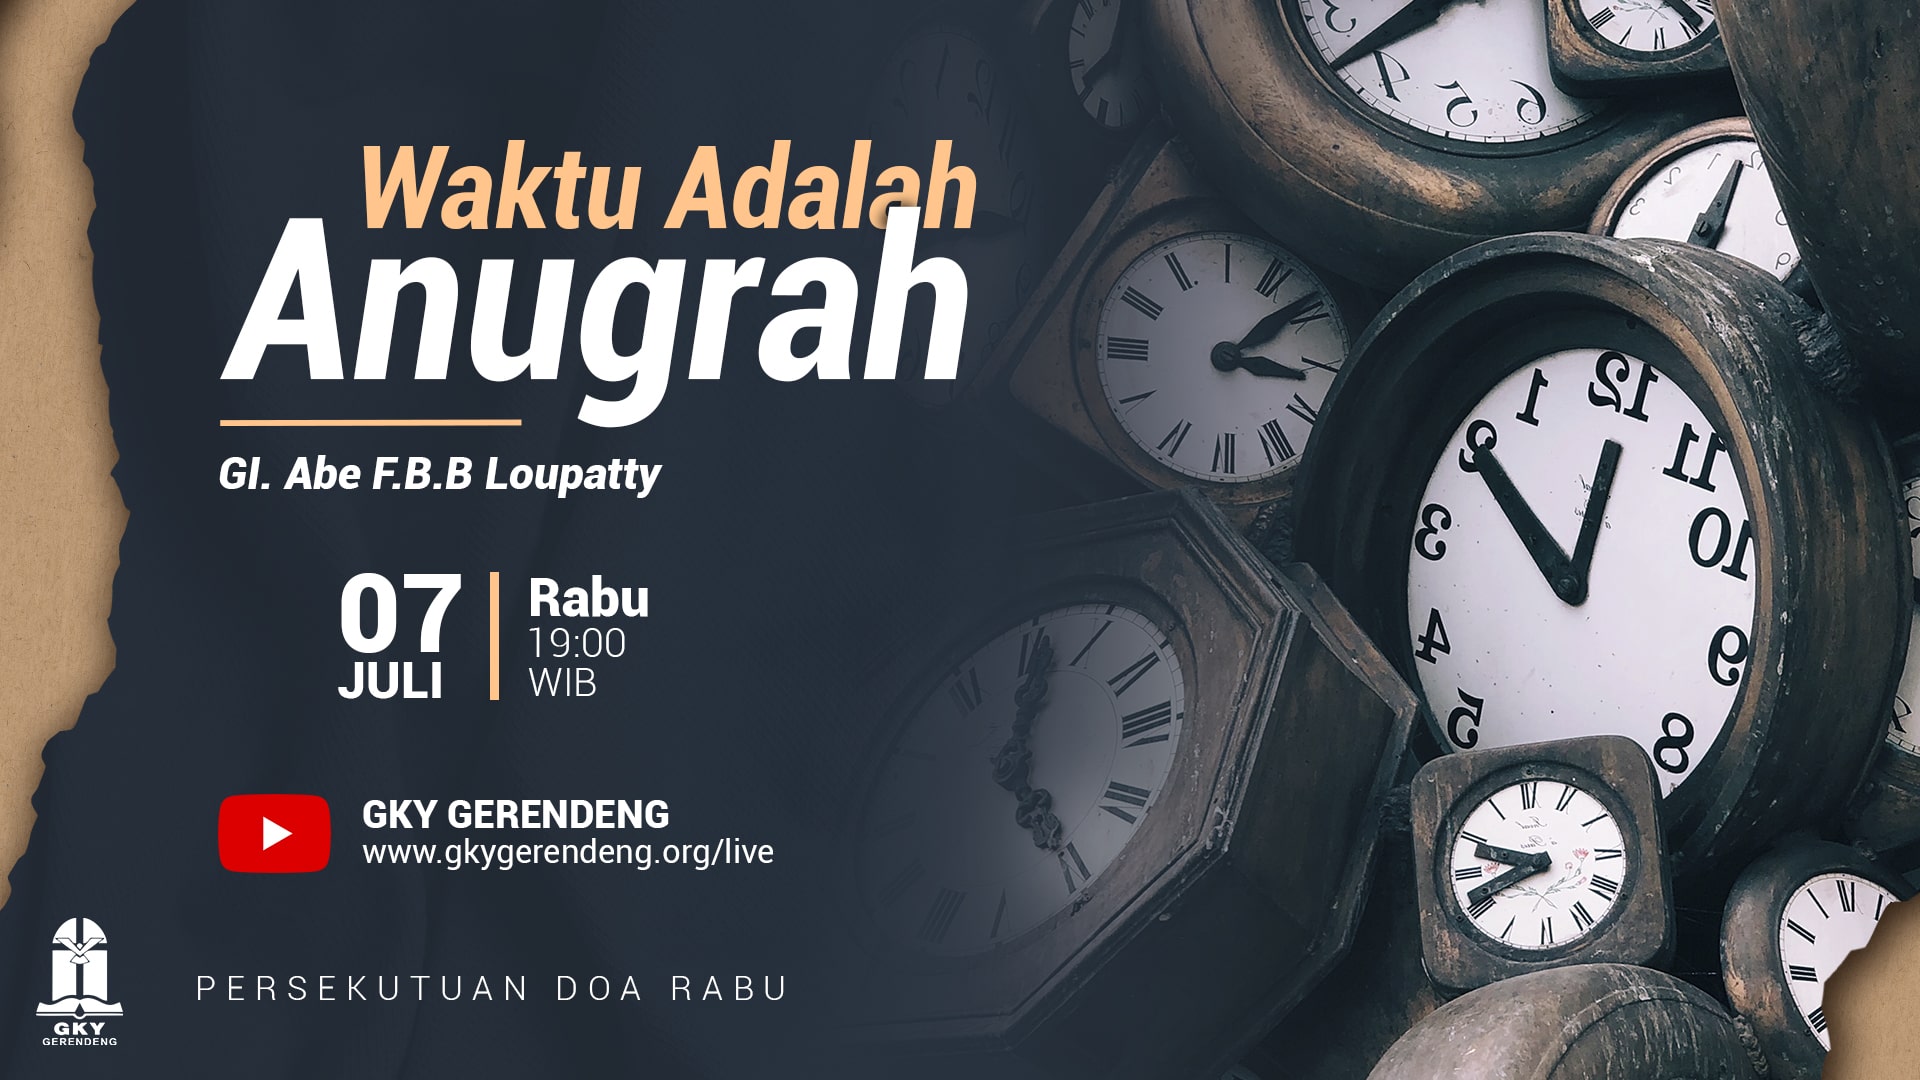 Waktu Adalah
Anugrah
GI. Abe F.B.B Loupatty
07
JULI
Rabu
19:00
WIB
GKY GERENDENG
www.gkygerendeng.org/live
PERSEKUTUAN DOA RABU
GKY
GERENDENG